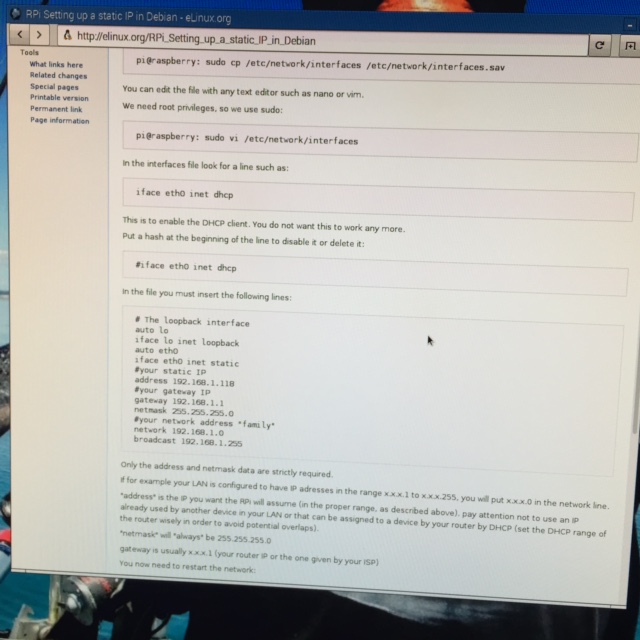 RPi Setting up a static IP in Debian - eLinux.org
http://elinux.org/RPi_Setting_up_a_static_IP_in_Debian
Tools
What links here
Related changes
Special pages
Printable version
Permanent link
Page information
pi@raspberry: sudo cp /etc/network/interfaces /etc/network/interfaces.sav
You can edit the file with any text editor such as nano or vim.
We need root privileges, so we use sudo:
pi@raspberry: sudo vi /etc/network/interfaces
In the interfaces file look for a line such as:
iface eth0 inet dhcp
This is to enable the DHCP client. You do not want this to work any more.
Put a hash at the beginning of the line to disable it or delete it:
#iface eth0 inet dhcp
In the file you must insert the following lines:
# The loopback interface
auto lo
iface lo inet loopback
auto eth0
iface eth0 inet static
#your static IP
address 192.168.1.118
#your gateway IP
gateway 192.168.1.1
netmask 255.255.255.0
#your network address "family"
network 192.168.1.0
broadcast 192.168.1.255
Only the address and netmask data are strictly required.
If for example your LAN is configured to have IP adresses in the range x.x.x.1 to x.x.x.255, you will put x.x.x.0 in the network line.
"address" is the IP you want the RPi will assume (in the proper range, as described above). pay attention not to use an IP
already used by another device in your LAN or that can be assigned to a device by your router by DHCP (set the DHCP range of
the router wisely in order to avoid potential overlaps).
"netmask" will *always* be 255.255.255.0
gateway is usually x.x.x.1 (your router IP or the one given by your ISP)
You now need to restart the network: